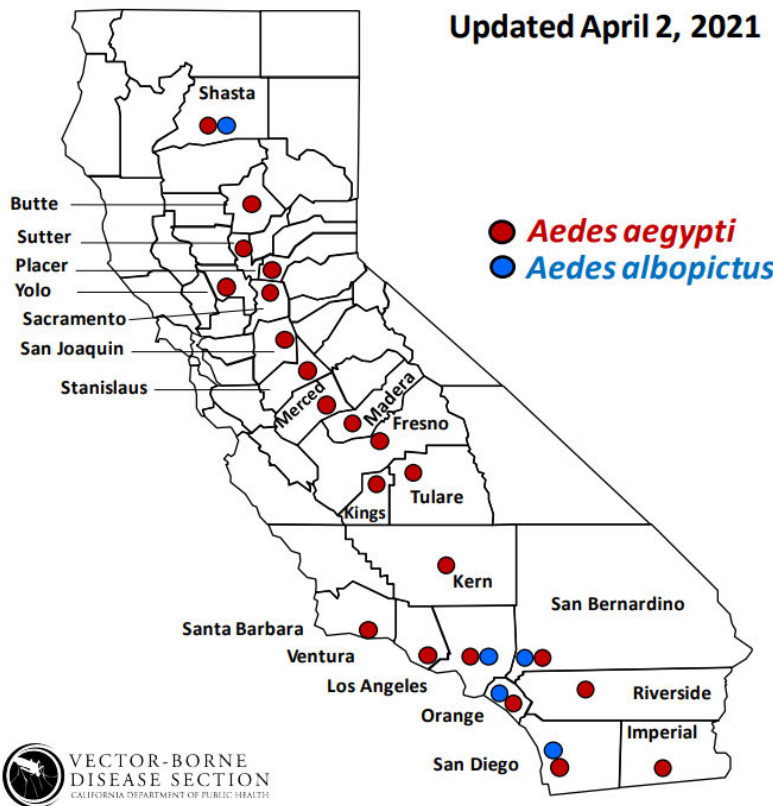 Updated April 2, 2021
Shasta
Butte
Sutter
Placer
Yolo
Sacramento
San Joaquin
Stanislaus
Aedes aegypti
Aedes albopictus
Merced
Madera
Fresno
Kings
Tulare
Kern
San Bernardino
Santa Barbara
Ventura
Los Angeles
Orange
Riverside
Imperial
San Diego
VECTOR-BORNE
DISEASE SECTION
CALIFORNIA DEPARTMENT OF PUBLIC HEALTH